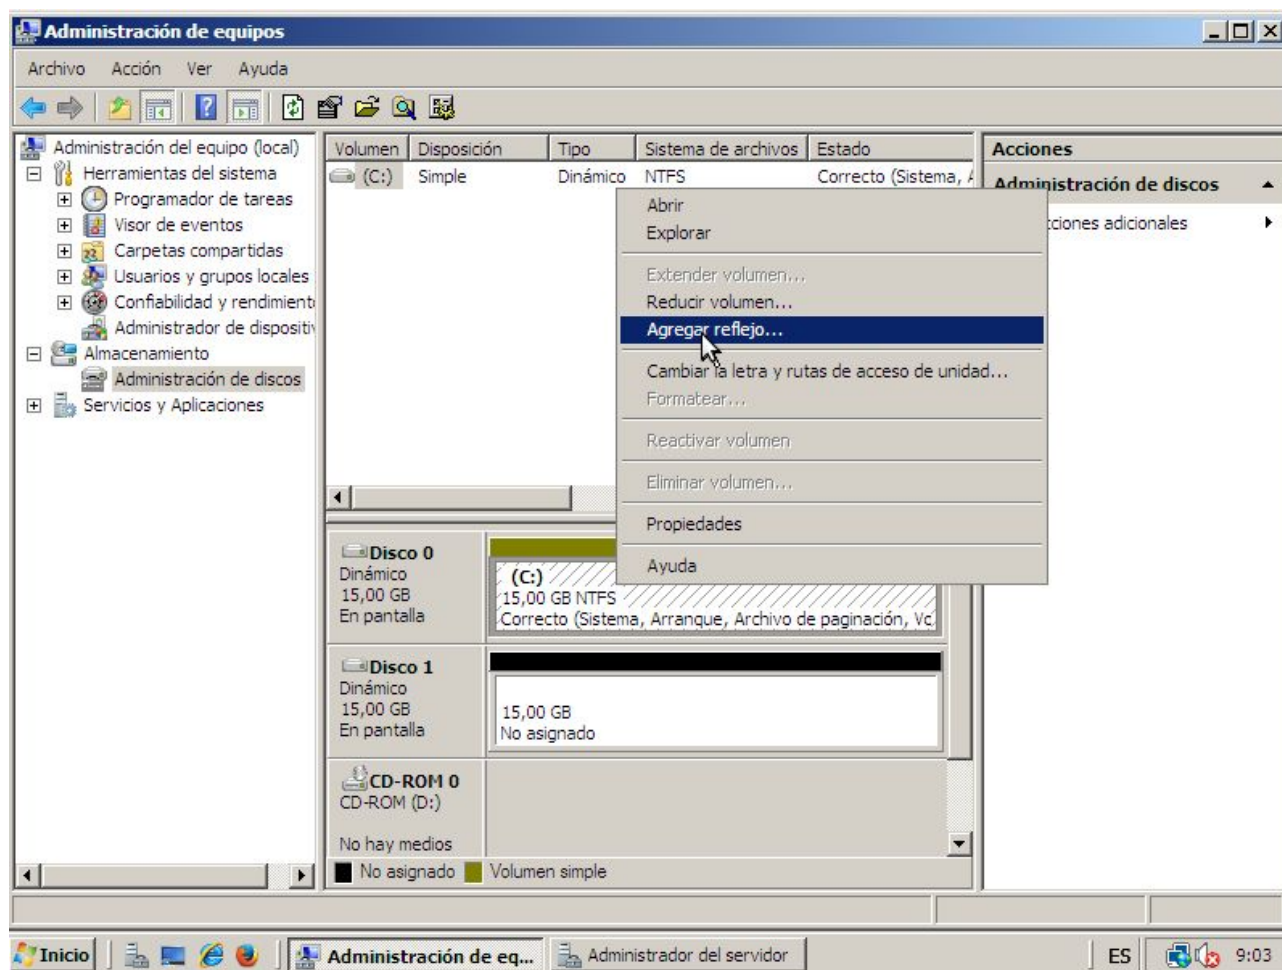 Administración de equipos
Archivo Acción Ver Ayuda
Administración del equipo (local)
Herramientas del sistema
Programador de tareas
Visor de eventos
Carpetas compartidas
Usuarios y grupos locales
Confiabilidad y rendimient
Administrador de dispositiv
Almacenamiento
Administración de discos
Servicios y Aplicaciones
Volumen Disposición Tipo Sistema de archivos Estado
(C:) Simple Dinámico NTFS Correcto (Sistema, A
Abrir
Explorar
Extender volumen...
Reducir volumen...
Agregar reflejo...
Cambiar la letra y rutas de acceso de unidad...
Formatear...
Reactivar volumen
Eliminar volumen...
Propiedades
Ayuda
Disco 0
Dinámico
15,00 GB
En pantalla
(C:)
15,00 GB NTFS
Correcto (Sistema, Arranque, Archivo de paginación, Vc
Disco 1
Dinámico
15,00 GB
En pantalla
15,00 GB
No asignado
CD-ROM 0
CD-ROM (D:)
No hay medios
No asignado Volumen simple
Acciones
Administración de discos
cciones adicionales
Inicio Administración de eq... Administrador del servidor ES 9:03